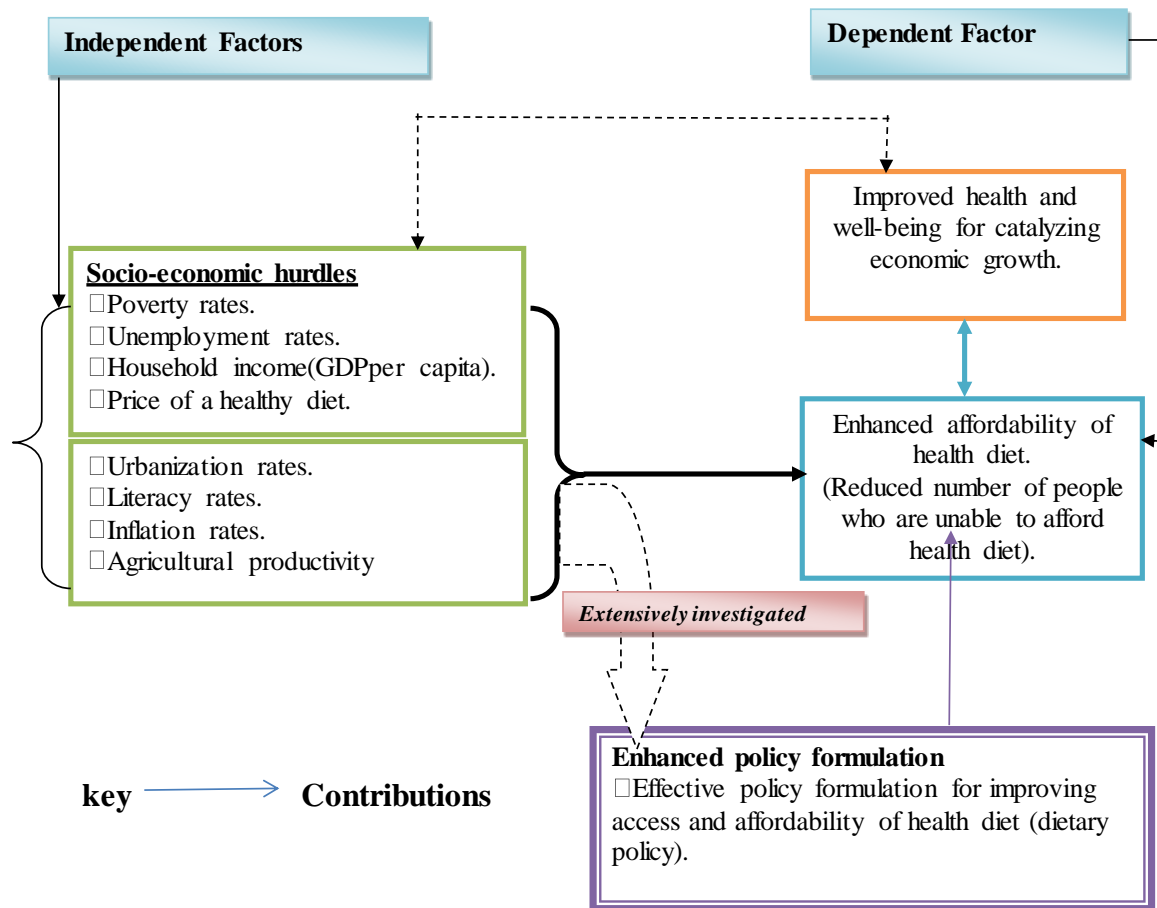 Independent Factors
Dependent Factor
Improved health and
well-being for catalyzing
economic growth.
Socio-economic hurdles
□Poverty rates.
□Unemployment rates.
□Household income(GDPper capita).
□Price of a healthy diet.
□Urbanization rates.
□Literacy rates.
□Inflation rates.
□Agricultural productivity
Enhanced affordability of
health diet.
(Reduced number of people
who are unable to afford
health diet).
Extensively investigated
Enhanced policy formulation
□Effective policy formulation for improving
access and affordability of health diet (dietary
policy).
key
Contributions